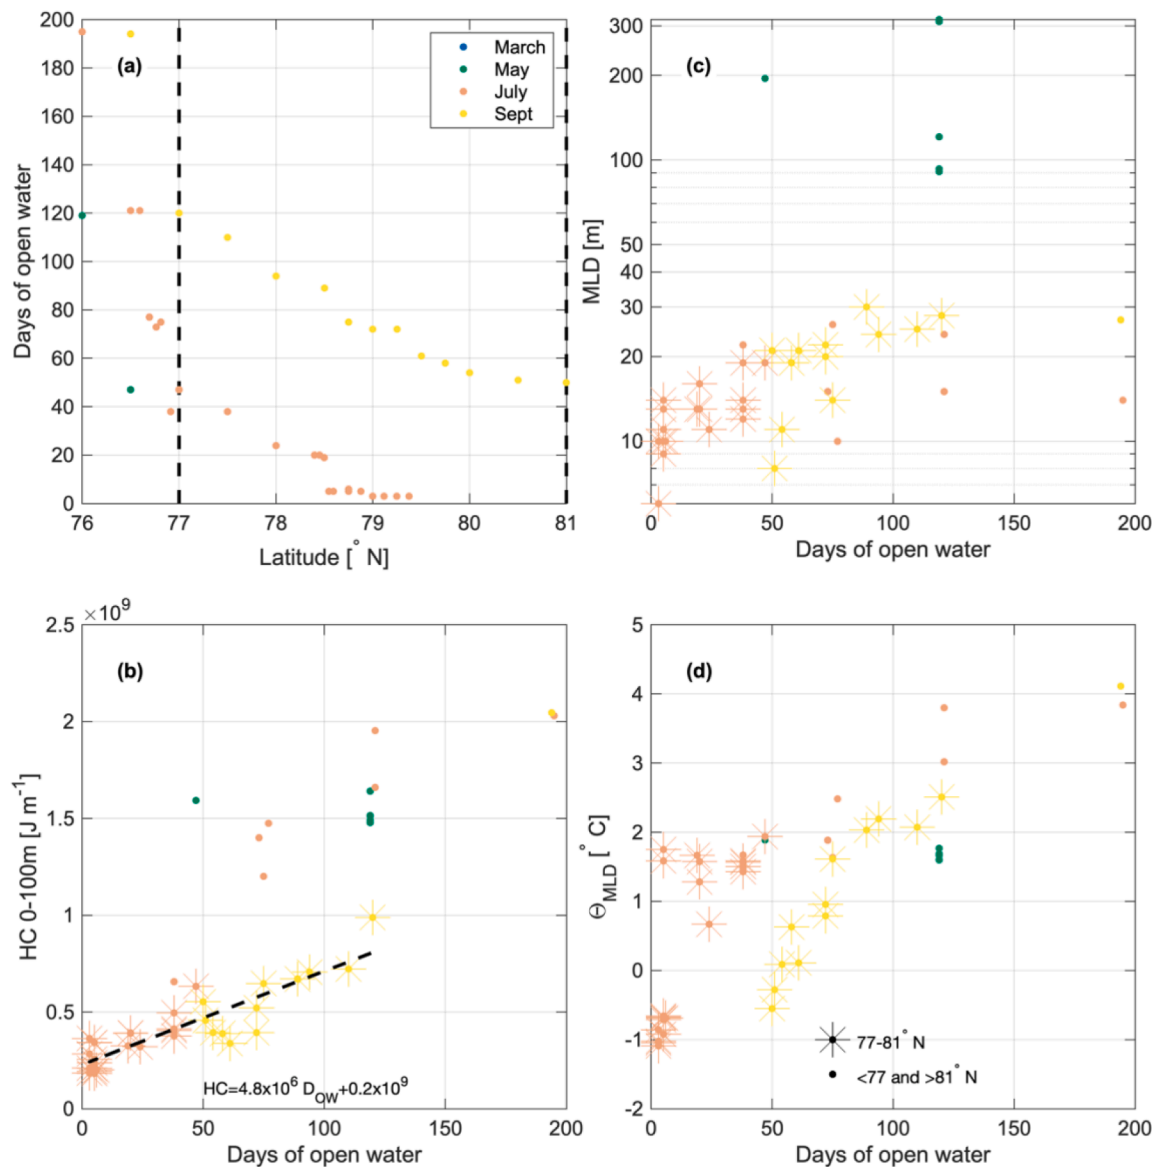 200
180
160
140
120
100
80
60
40
20
0
Days of open water
(a)
March
May
July
Sept
76
77
78
79
80
81
Latitude [° N]
300
200
100
50
40
30
20
10
MLD [m]
(c)
0
50
100
150
200
Days of open water
×10⁹
2.5
2
1.5
1
0.5
0
HC 0-100m [J m⁻¹]
(b)
HC=4.8x10⁶ D_OW+0.2x10⁹
0
50
100
150
200
Days of open water
5
4
3
2
1
0
-1
-2
Θ_MLD [° C]
(d)
77-81° N
<77 and >81° N
0
50
100
150
200
Days of open water